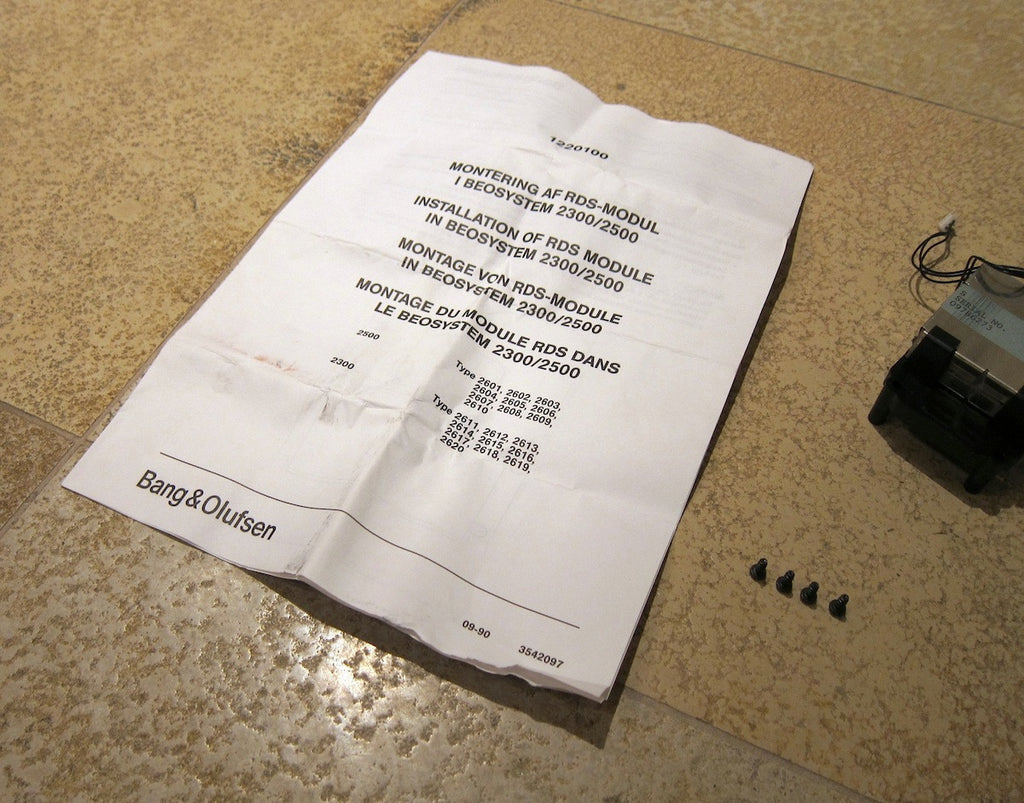 1220100
MONTERING AF RDS-MODUL
I BEOSYSTEM 2300/2500
INSTALLATION OF RDS MODULE
IN BEOSYSTEM 2300/2500
MONTAGE VON RDS-MODULE
IN BEOSYSTEM 2300/2500
MONTAGE DU MODULE RDS DANS
LE BEOSYSTEM 2300/2500
2500
Type 2601, 2602, 2603,
2604, 2605, 2606,
2607, 2608, 2609,
2610
2300
Type 2611, 2612, 2613,
2614, 2615, 2616,
2617, 2618, 2619,
2620
Bang&Olufsen
09-90
3542097
SERIAL NO.